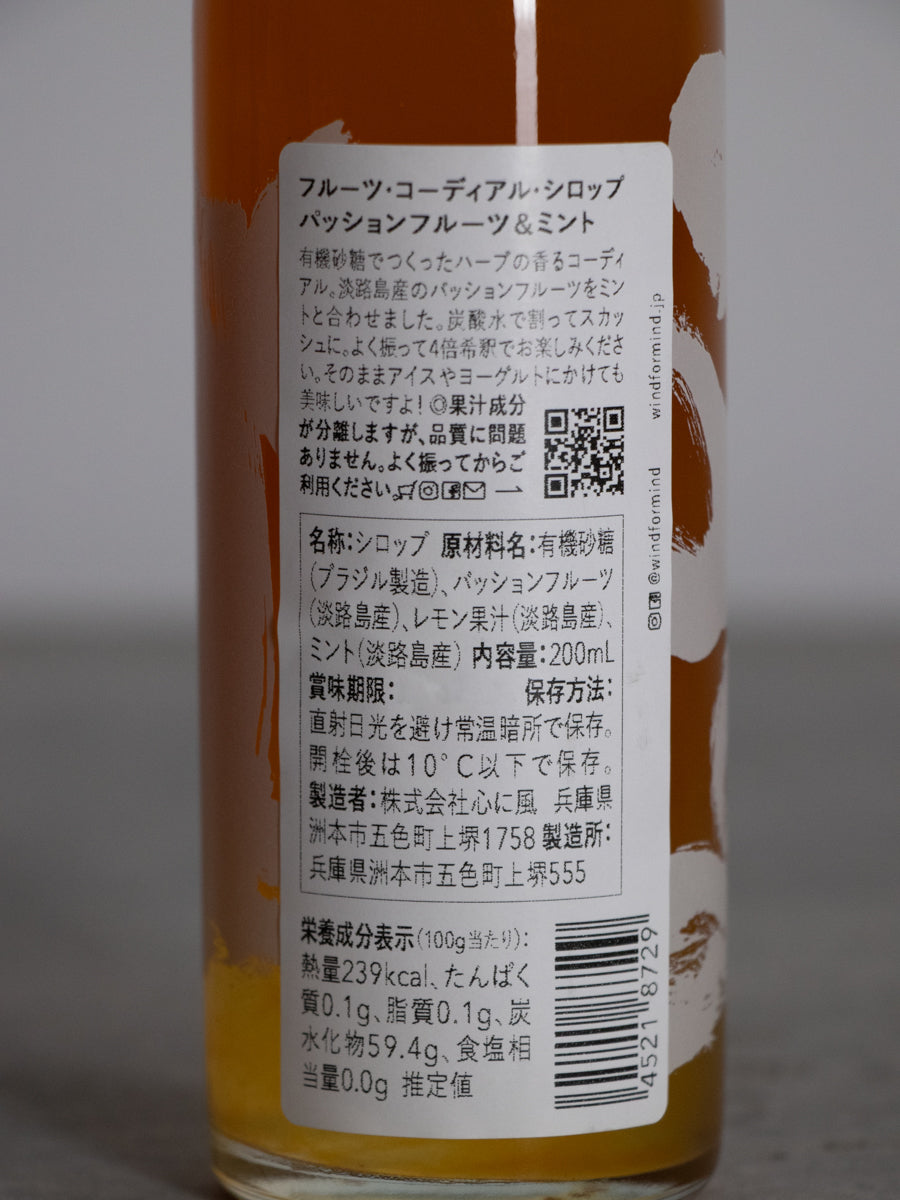 フルーツ・コーディアル・シロップ
パッションフルーツ&ミント
有機砂糖でつくったハーブの香るコーディ
アル。淡路島産のパッションフルーツをミン
トと合わせました。炭酸水で割ってスカッ
シュに。よく振って4倍希釈でお楽しみくださ
い。そのままアイスやヨーグルトにかけても
美味しいですよ！◎果汁成分
が分離しますが、品質に問題
ありません。よく振ってからご
利用ください。
名称：シロップ 原材料名：有機砂糖
(ブラジル製造)、パッションフルーツ
(淡路島産)、レモン果汁(淡路島産)、
ミント(淡路島産) 内容量：200mL
賞味期限： 保存方法：
直射日光を避け常温暗所で保存。
開栓後は10°C以下で保存。
製造者：株式会社心に風 兵庫県
洲本市五色町上堺1758 製造所：
兵庫県洲本市五色町上堺555
栄養成分表示(100g当たり)：
熱量239kcal、たんぱく
質0.1g、脂質0.1g、炭
水化物59.4g、食塩相
当量0.0g 推定値
4521 8729
@windformind windformind.jp